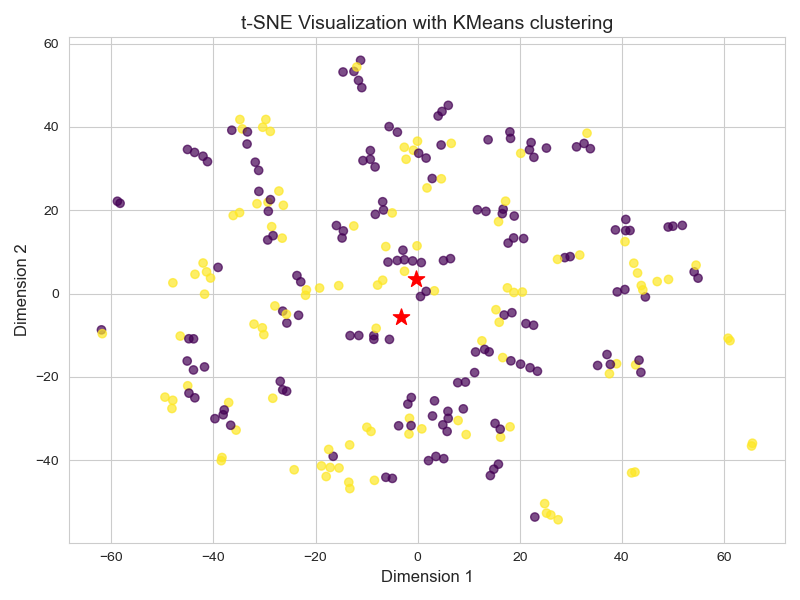 t-SNE Visualization with KMeans clustering
60
40
20
0
−20
−40
Dimension 2
−60 −40 −20 0 20 40 60
Dimension 1